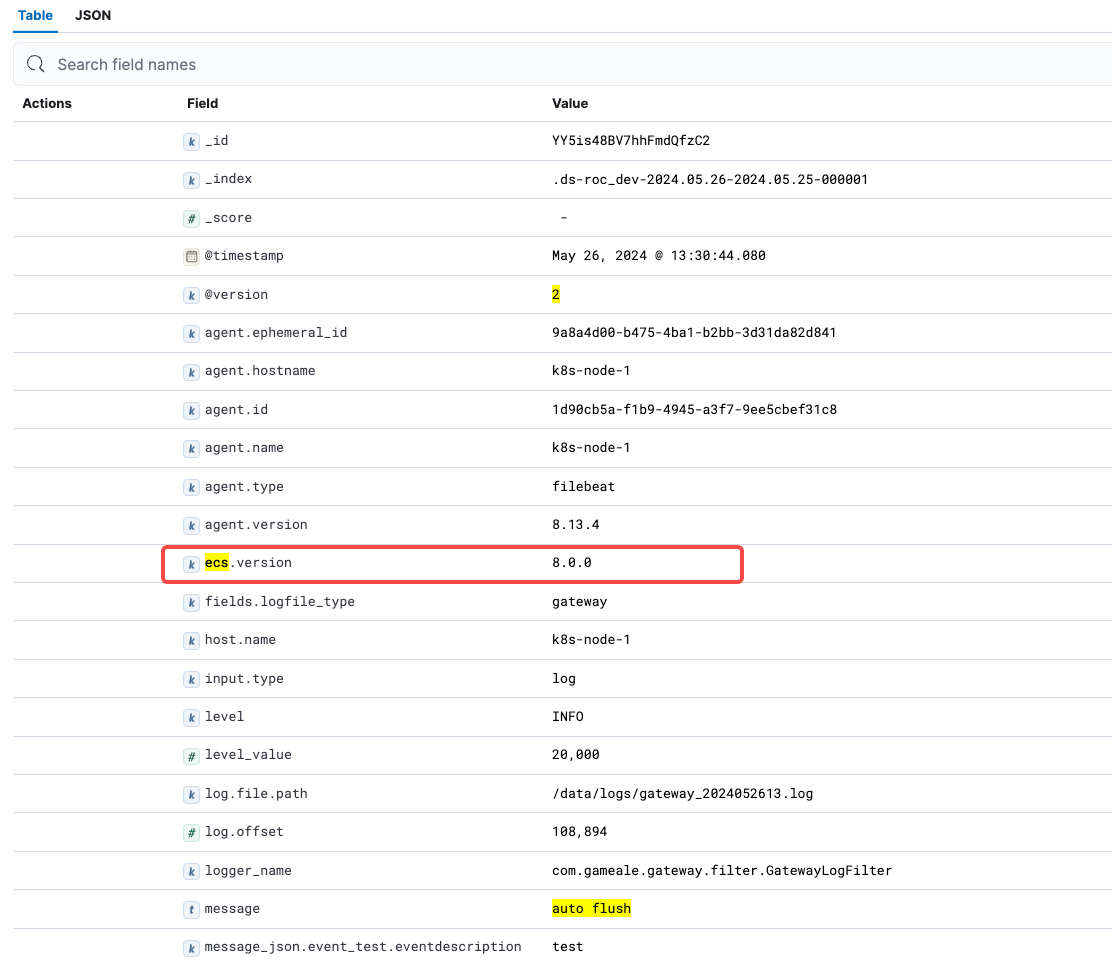 Table JSON
Search field names
Actions Field Value
k _id YY5is48BV7hhFmdQfzC2
k _index .ds-roc_dev-2024.05.26-2024.05.25-000001
# _score -
@timestamp May 26, 2024 @ 13:30:44.080
k @version 2
k agent.ephemeral_id 9a8a4d00-b475-4ba1-b2bb-3d31da82d841
k agent.hostname k8s-node-1
k agent.id 1d90cb5a-f1b9-4945-a3f7-9ee5cbef31c8
k agent.name k8s-node-1
k agent.type filebeat
k agent.version 8.13.4
k ecs.version 8.0.0
k fields.logfile_type gateway
k host.name k8s-node-1
k input.type log
k level INFO
# level_value 20,000
k log.file.path /data/logs/gateway_2024052613.log
# log.offset 108,894
k logger_name com.gameale.gateway.filter.GatewayLogFilter
t message auto flush
k message_json.event_test.eventdescription test